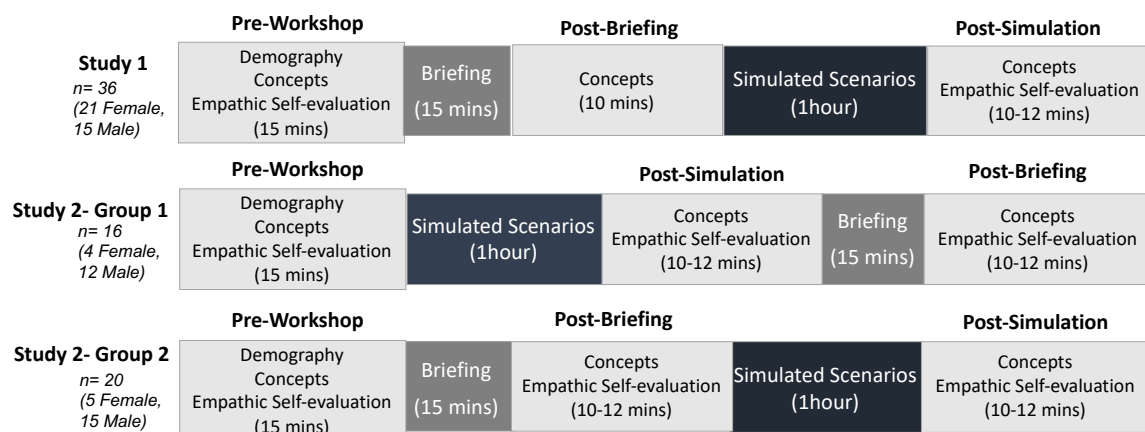 Pre-Workshop
Post-Briefing
Post-Simulation
Study 1
n= 36
(21 Female,
15 Male)
Demography
Concepts
Empathic Self-evaluation
(15 mins)
Briefing
(15 mins)
Concepts
(10 mins)
Simulated Scenarios
(1hour)
Concepts
Empathic Self-evaluation
(10-12 mins)
Pre-Workshop
Post-Simulation
Post-Briefing
Study 2- Group 1
n= 16
(4 Female,
12 Male)
Demography
Concepts
Empathic Self-evaluation
(15 mins)
Simulated Scenarios
(1hour)
Concepts
Empathic Self-evaluation
(10-12 mins)
Briefing
(15 mins)
Concepts
Empathic Self-evaluation
(10-12 mins)
Pre-Workshop
Post-Briefing
Post-Simulation
Study 2- Group 2
n= 20
(5 Female,
15 Male)
Demography
Concepts
Empathic Self-evaluation
(15 mins)
Briefing
(15 mins)
Concepts
Empathic Self-evaluation
(10-12 mins)
Simulated Scenarios
(1hour)
Concepts
Empathic Self-evaluation
(10-12 mins)